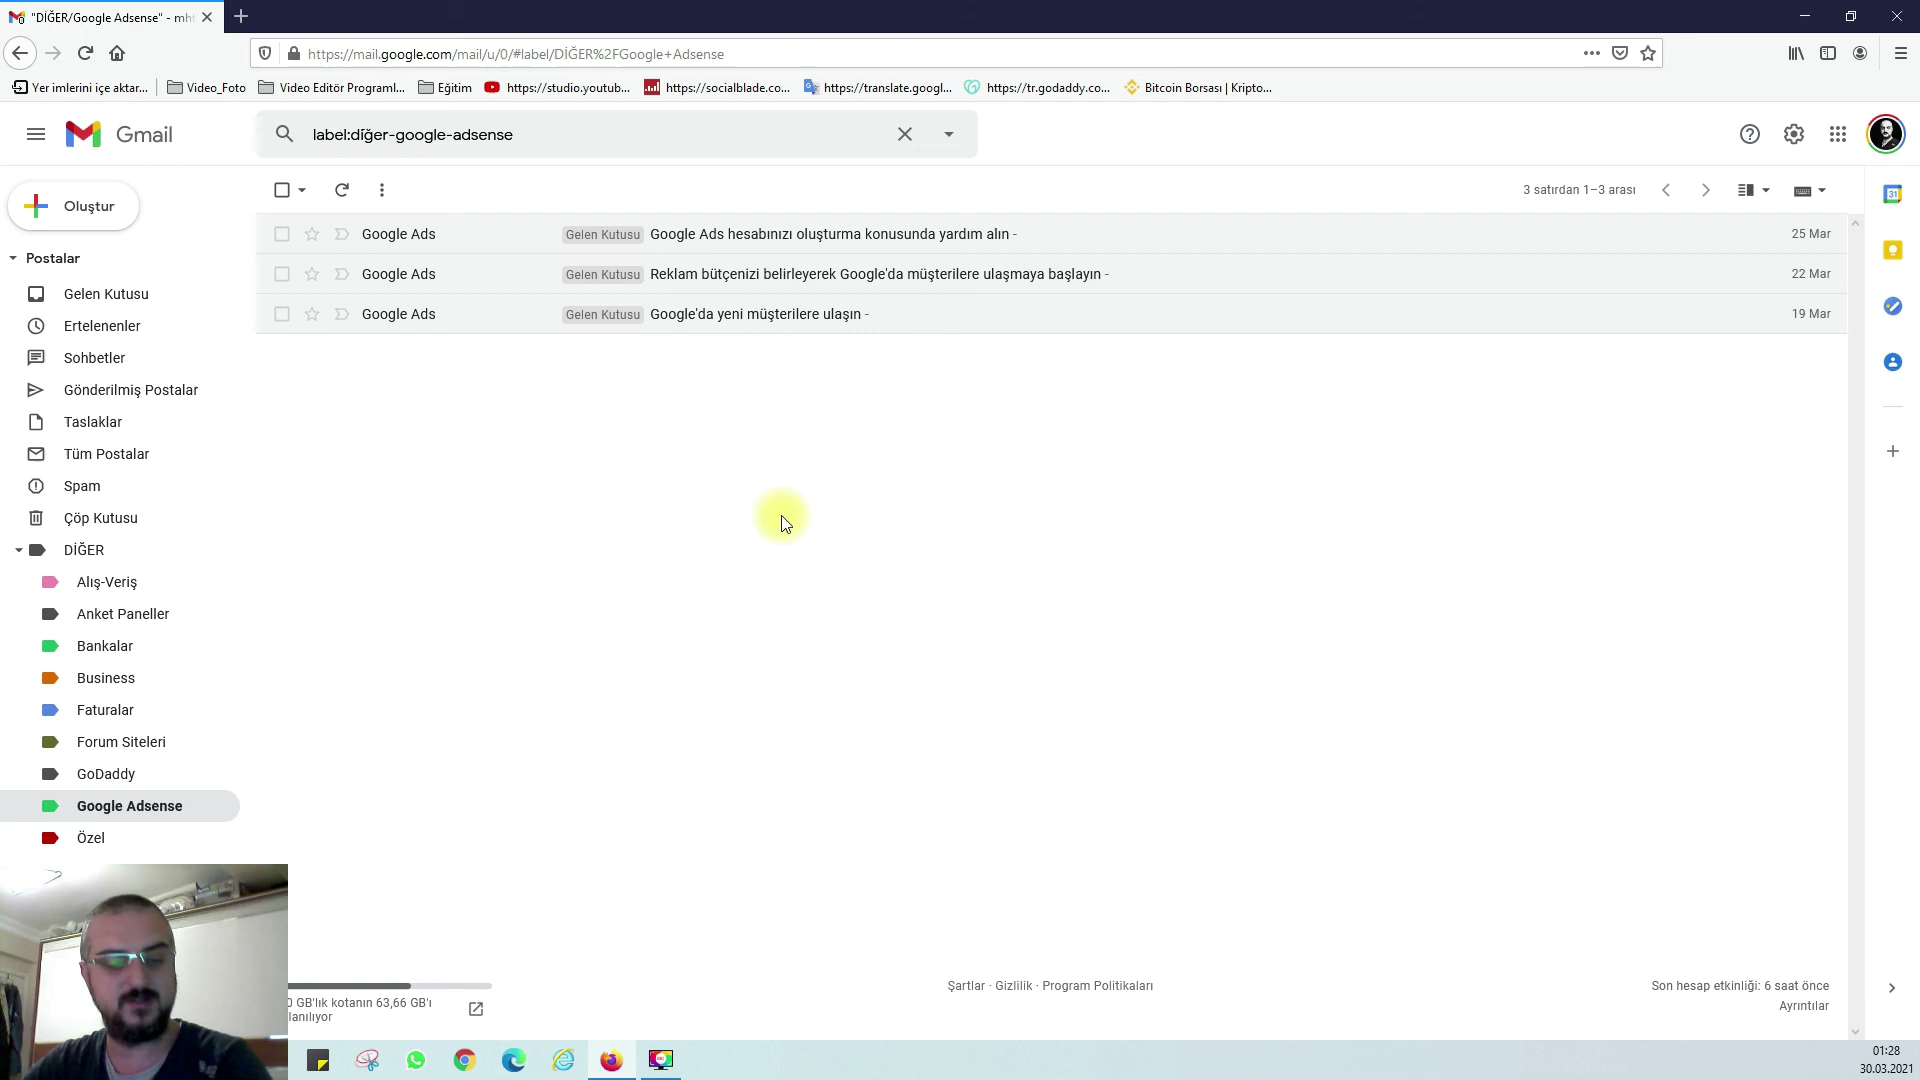 "DİĞER/Google Adsense" - mht
https://mail.google.com/mail/u/0/#label/DİĞER%2FGoogle+Adsense
Yer imlerini içe aktar...
Video_Foto
Video Editör Programl...
Eğitim
https://studio.youtub...
https://socialblade.co...
https://translate.googl...
https://tr.godaddy.co...
Bitcoin Borsası | Kripto...
Gmail
label:diğer-google-adsense
Oluştur
3 satırdan 1–3 arası
Google Ads Gelen Kutusu Google Ads hesabınızı oluşturma konusunda yardım alın - 25 Mar
Google Ads Gelen Kutusu Reklam bütçenizi belirleyerek Google'da müşterilere ulaşmaya başlayın - 22 Mar
Google Ads Gelen Kutusu Google'da yeni müşterilere ulaşın - 19 Mar
Postalar
Gelen Kutusu
Ertelenenler
Sohbetler
Gönderilmiş Postalar
Taslaklar
Tüm Postalar
Spam
Çöp Kutusu
DİĞER
Alış-Veriş
Anket Paneller
Bankalar
Business
Faturalar
Forum Siteleri
GoDaddy
Google Adsense
Özel
31
0 GB'lık kotanın 63,66 GB'ı
lanılıyor
Şartlar · Gizlilik · Program Politikaları
Son hesap etkinliği: 6 saat önce
Ayrıntılar
01:28
30.03.2021